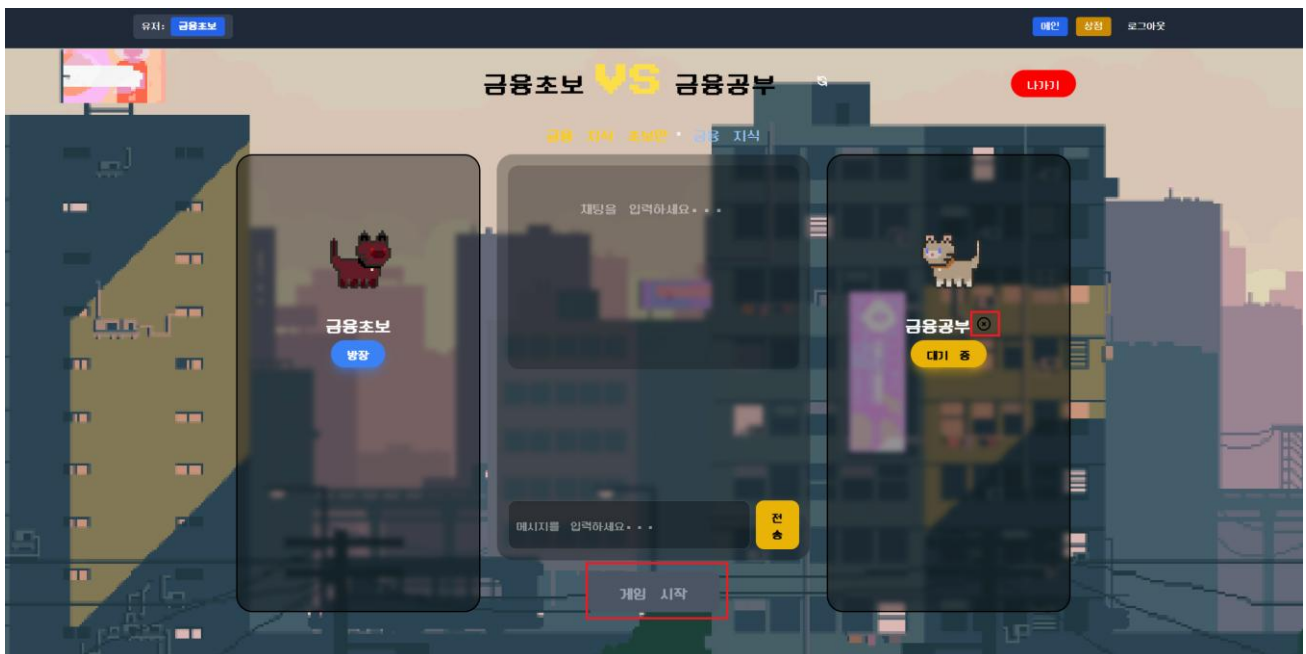 유저: 금융초보
메인 상점 로그아웃
금융초보 VS 금융공부
나가기
금융 지식 초보만 • 금융 지식
채팅을 입력하세요...
금융초보
방장
금융공부
대기 중
메시지를 입력하세요...
전
송
게임 시작